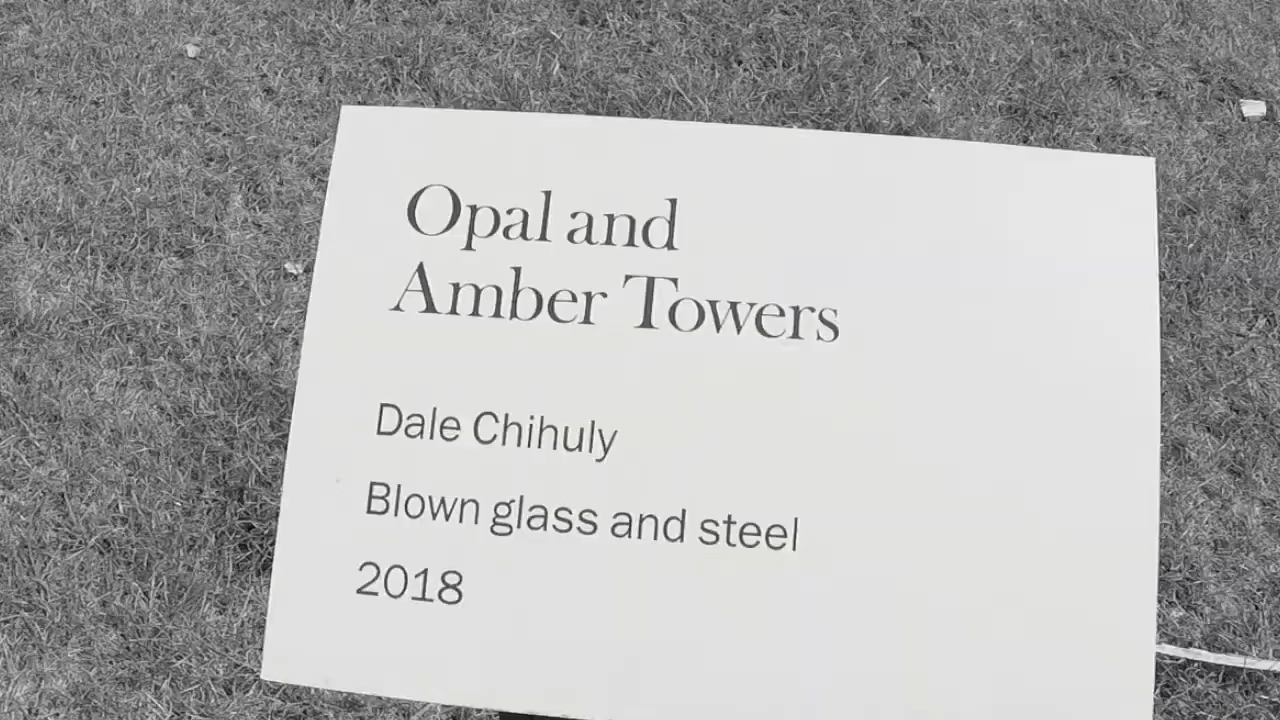 Opal and
Amber Towers
Dale Chihuly
Blown glass and steel
2018